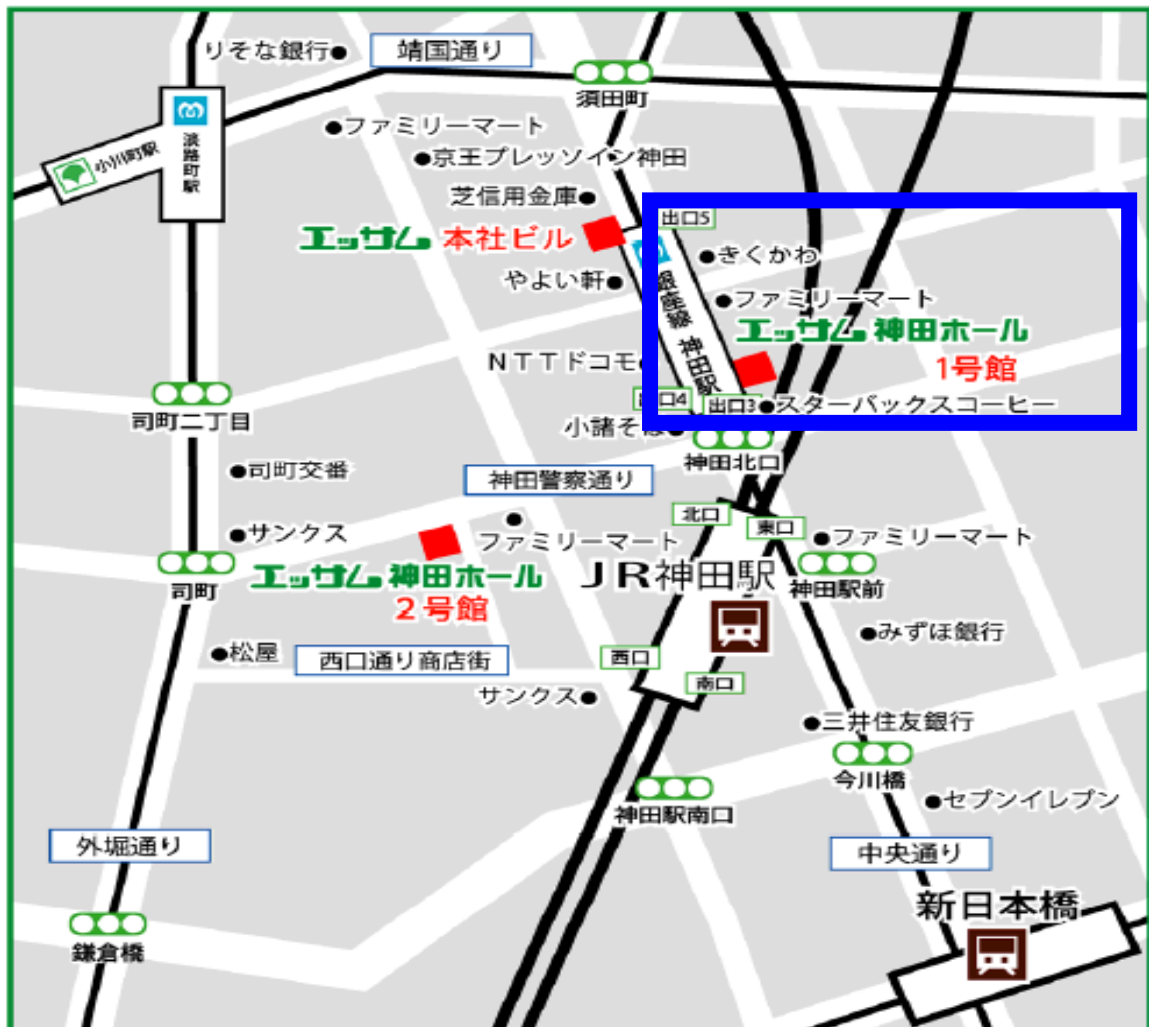 りそな銀行
靖国通り
須田町
ファミリーマート
小川町駅
淡路町駅
京王プレッソイン神田
芝信用金庫
出口5
エッサム 本社ビル
きくかわ
やよい軒
銀座線 神田駅
ファミリーマート
エッサム 神田ホール
1号館
NTTドコモ
司町二丁目
出口4
出口3
スターバックスコーヒー
小諸そば
神田北口
司町交番
神田警察通り
北口
東口
サンクス
ファミリーマート
ファミリーマート
司町
エッサム 神田ホール
2号館
JR神田駅
神田駅前
松屋
西口通り商店街
西口
みずほ銀行
南口
サンクス
三井住友銀行
今川橋
神田駅南口
セブンイレブン
外堀通り
中央通り
新日本橋
鎌倉橋